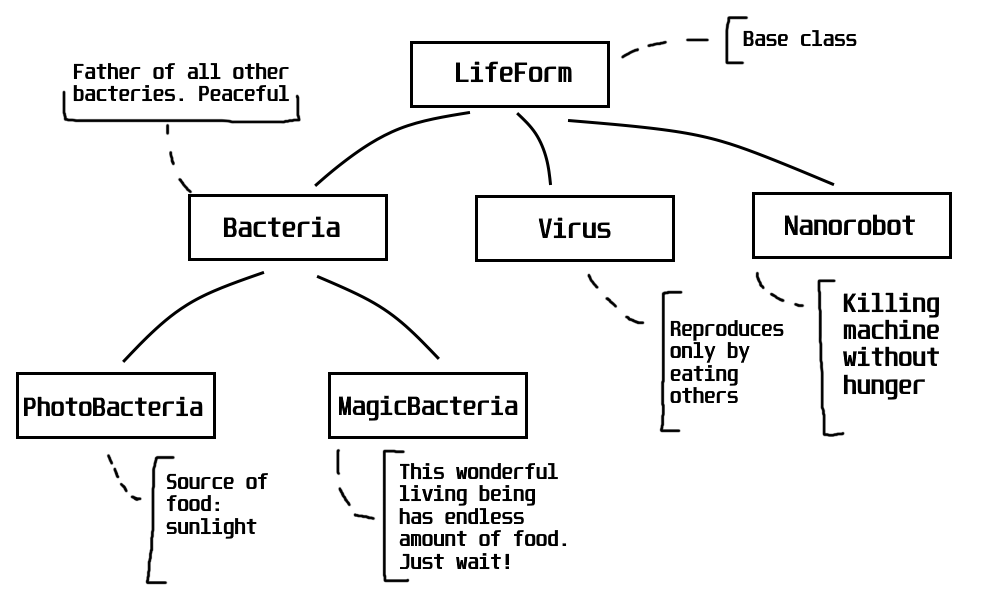 Base class
LifeForm
Father of all other
bacteries. Peaceful
Bacteria
Virus
Nanorobot
Killing
machine
without
hunger
Reproduces
only by
eating
others
PhotoBacteria
MagicBacteria
Source of
food:
sunlight
This wonderful
living being
has endless
amount of food.
Just wait!